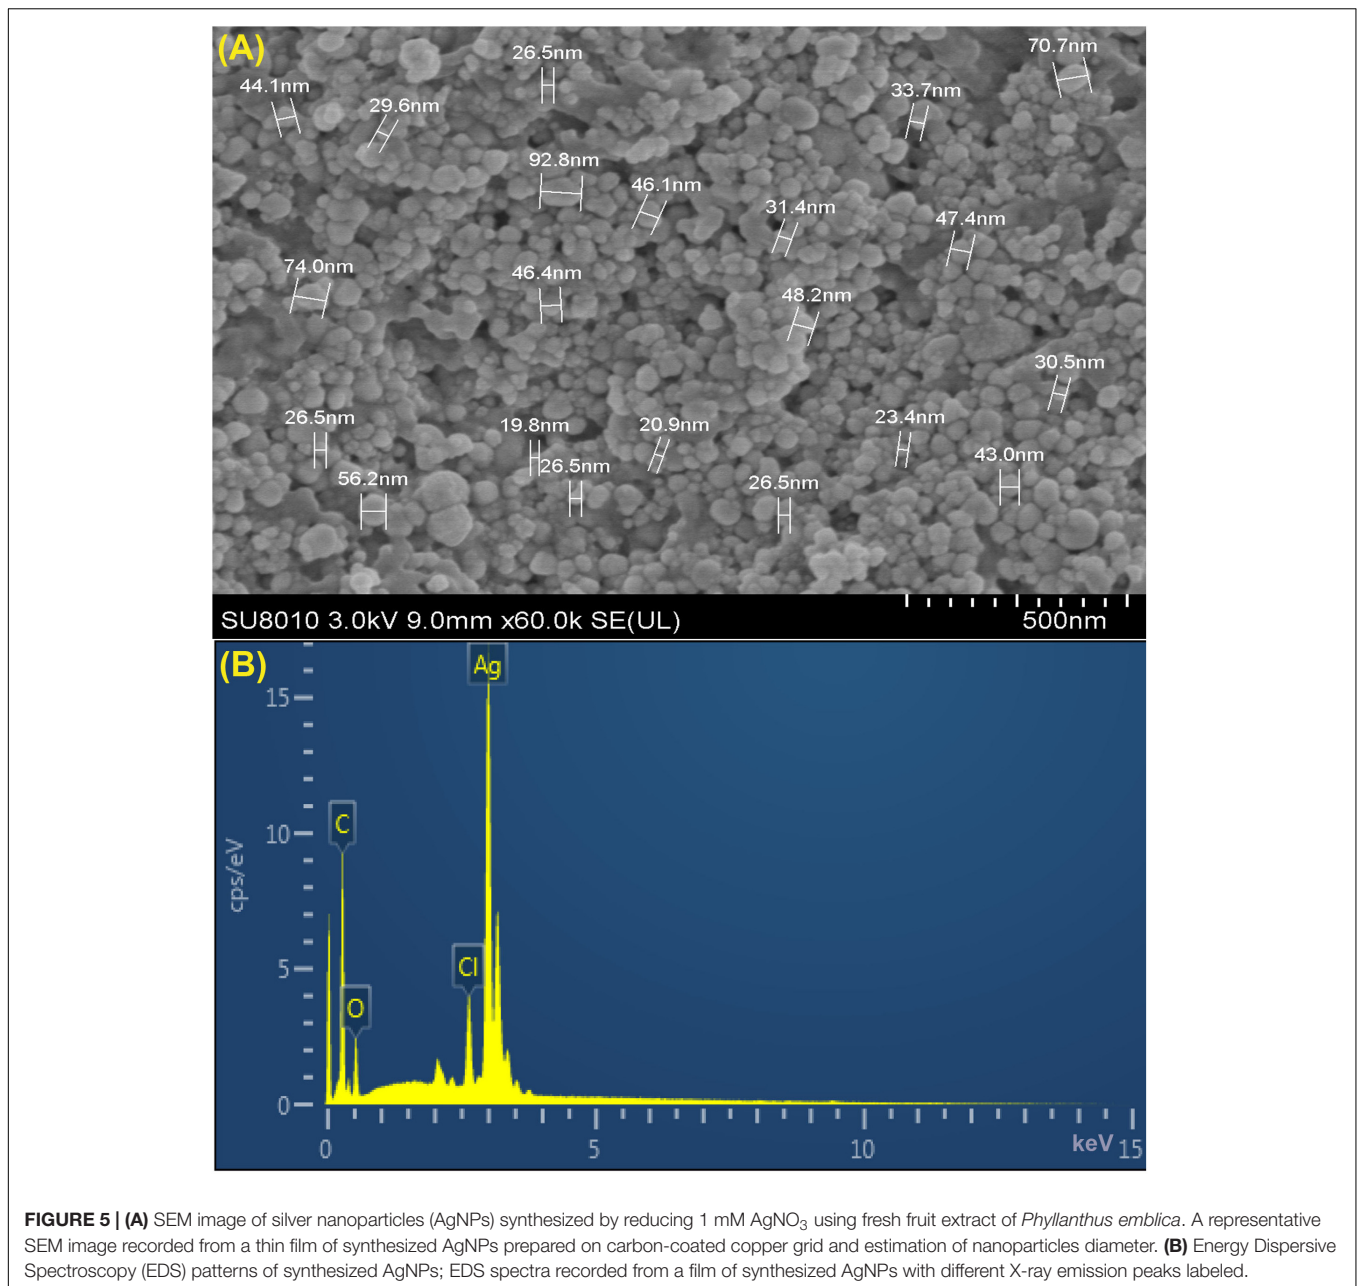 (A)
26.5nm
70.7nm
44.1nm
33.7nm
29.6nm
92.8nm
46.1nm
31.4nm
47.4nm
74.0nm
46.4nm
48.2nm
30.5nm
26.5nm
19.8nm
20.9nm
23.4nm
26.5nm
43.0nm
56.2nm
26.5nm
SU8010 3.0kV 9.0mm x60.0k SE(UL)
500nm
(B)
Ag
15
C
10
cps/eV
Cl
5
O
0
0
5
10
keV
15
FIGURE 5 | (A) SEM image of silver nanoparticles (AgNPs) synthesized by reducing 1 mM AgNO3 using fresh fruit extract of Phyllanthus emblica. A representative
SEM image recorded from a thin film of synthesized AgNPs prepared on carbon-coated copper grid and estimation of nanoparticles diameter. (B) Energy Dispersive
Spectroscopy (EDS) patterns of synthesized AgNPs; EDS spectra recorded from a film of synthesized AgNPs with different X-ray emission peaks labeled.